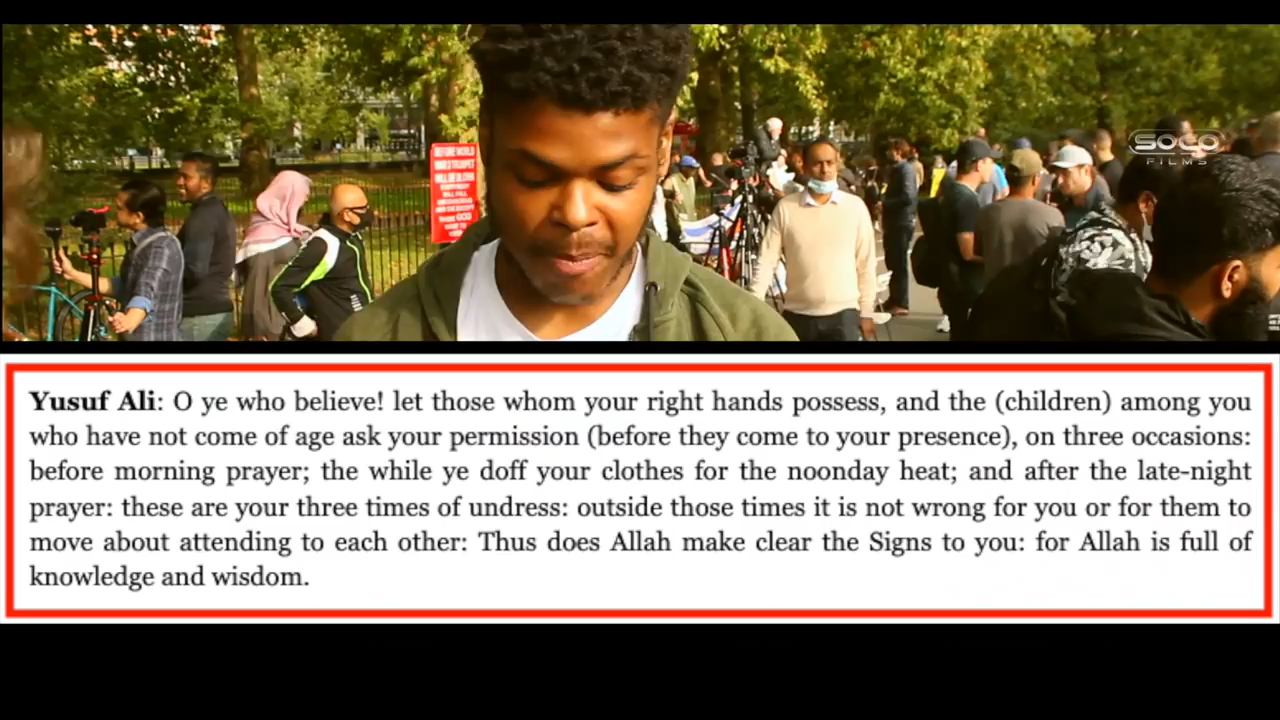 BEFORE WORLD
WILL BE BLOWN
SOCO
FILMS
Yusuf Ali: O ye who believe! let those whom your right hands possess, and the (children) among you
who have not come of age ask your permission (before they come to your presence), on three occasions:
before morning prayer; the while ye doff your clothes for the noonday heat; and after the late-night
prayer: these are your three times of undress: outside those times it is not wrong for you or for them to
move about attending to each other: Thus does Allah make clear the Signs to you: for Allah is full of
knowledge and wisdom.